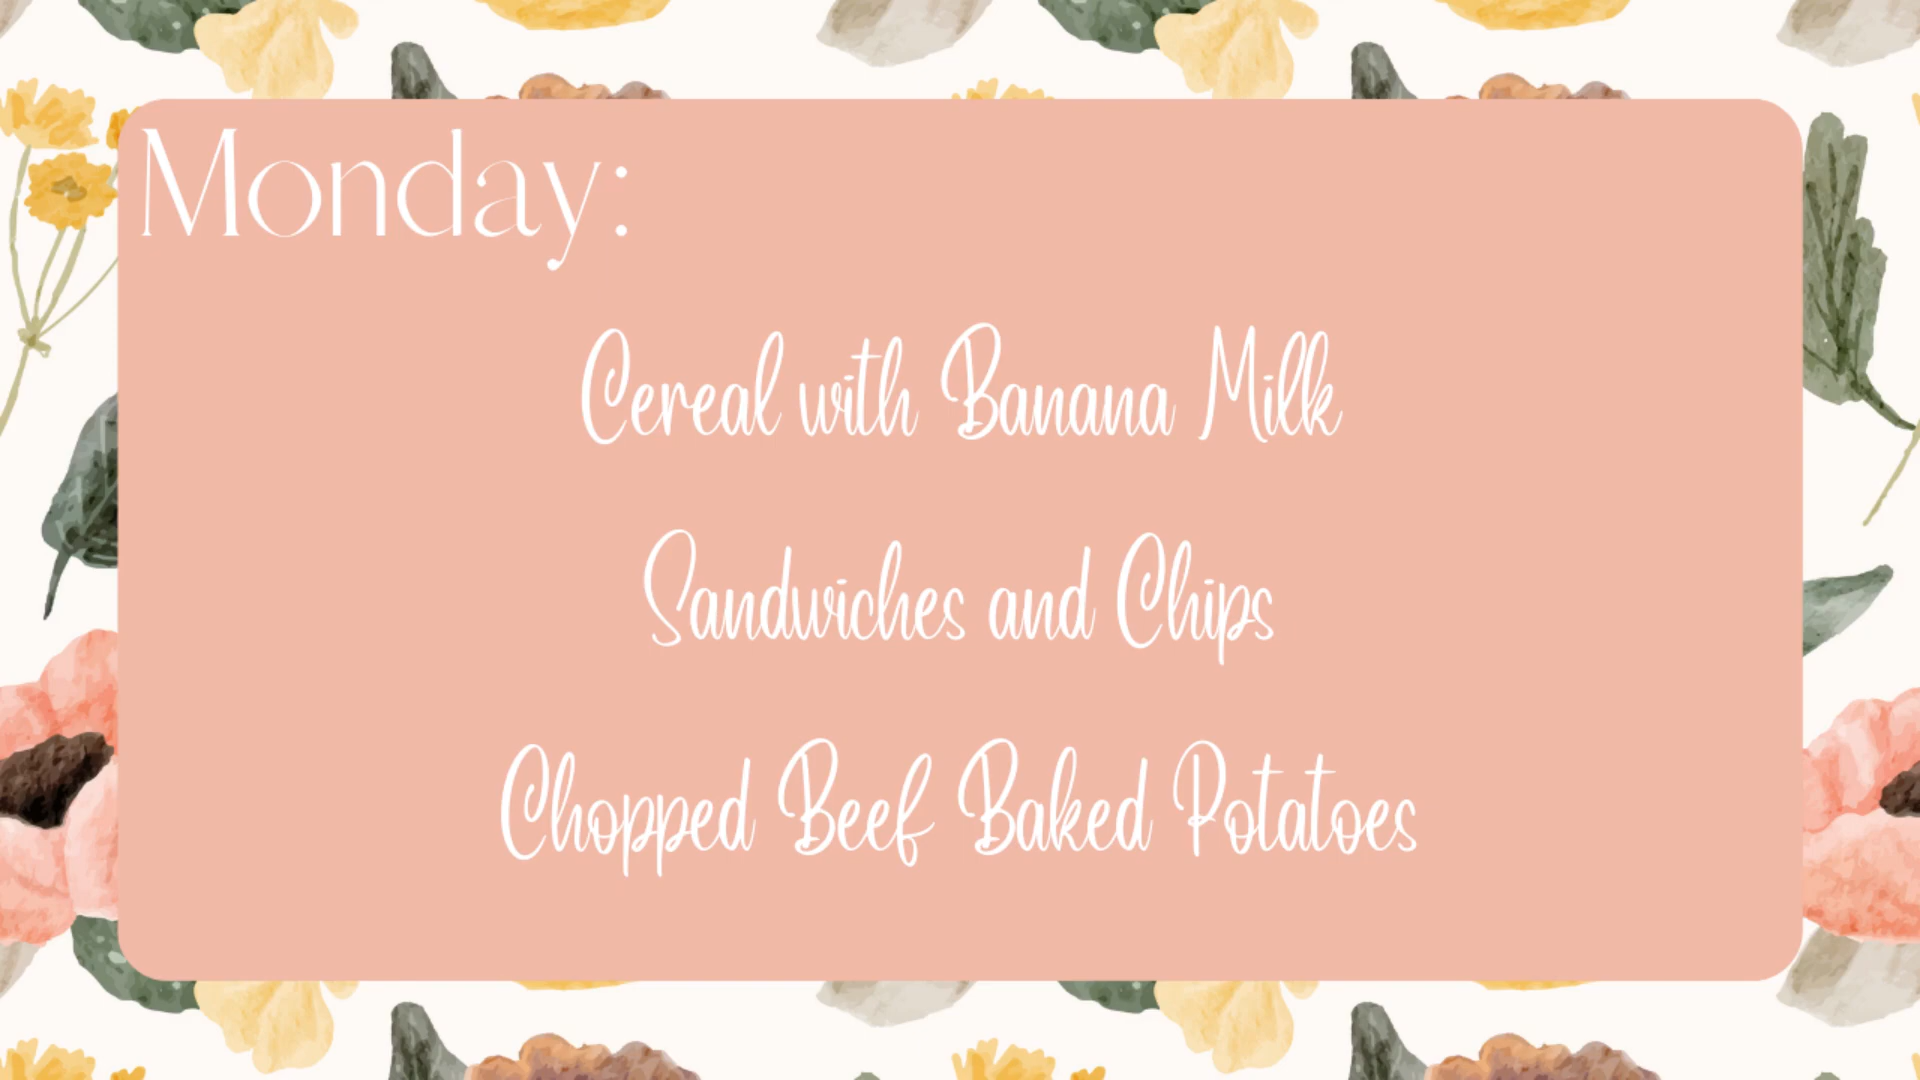 Monday:
Cereal with Banana Milk
Sandwiches and Chips
Chopped Beef Baked Potatoes